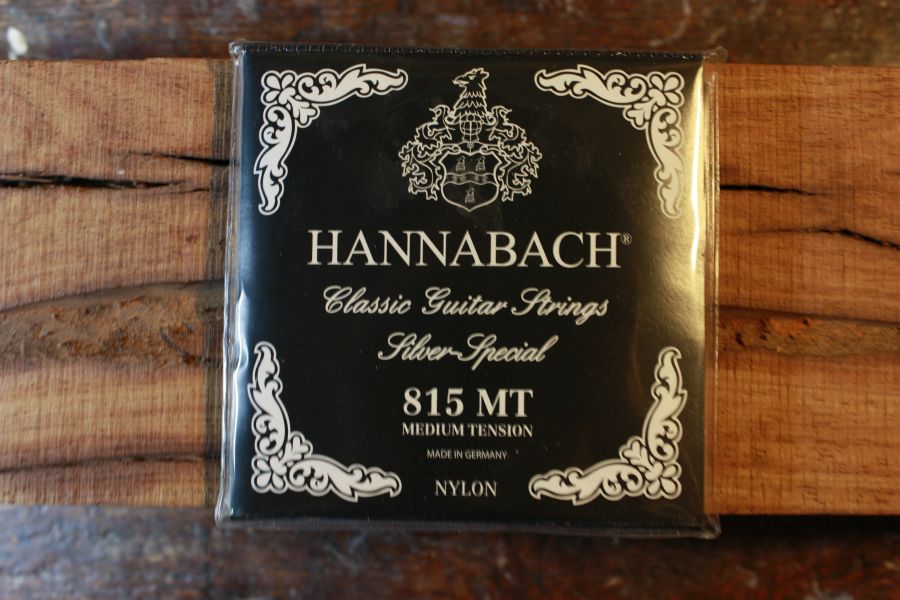 HANNABACH®
Classic Guitar Strings
Silver-Special
815 MT
MEDIUM TENSION
MADE IN GERMANY
NYLON